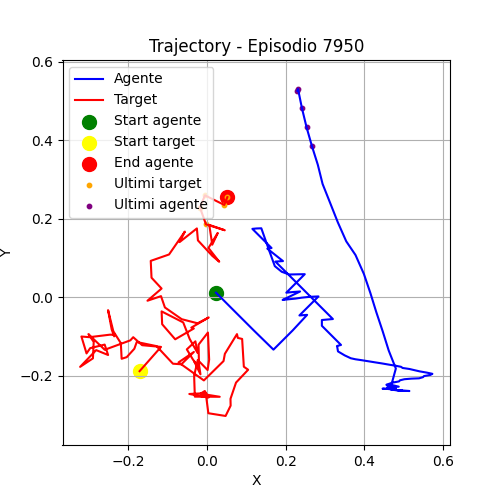 Trajectory - Episodio 7950
Agente
Target
Start agente
Start target
End agente
Ultimi target
Ultimi agente
0.6
0.4
0.2
0.0
−0.2
Y
−0.2
0.0
0.2
0.4
0.6
X